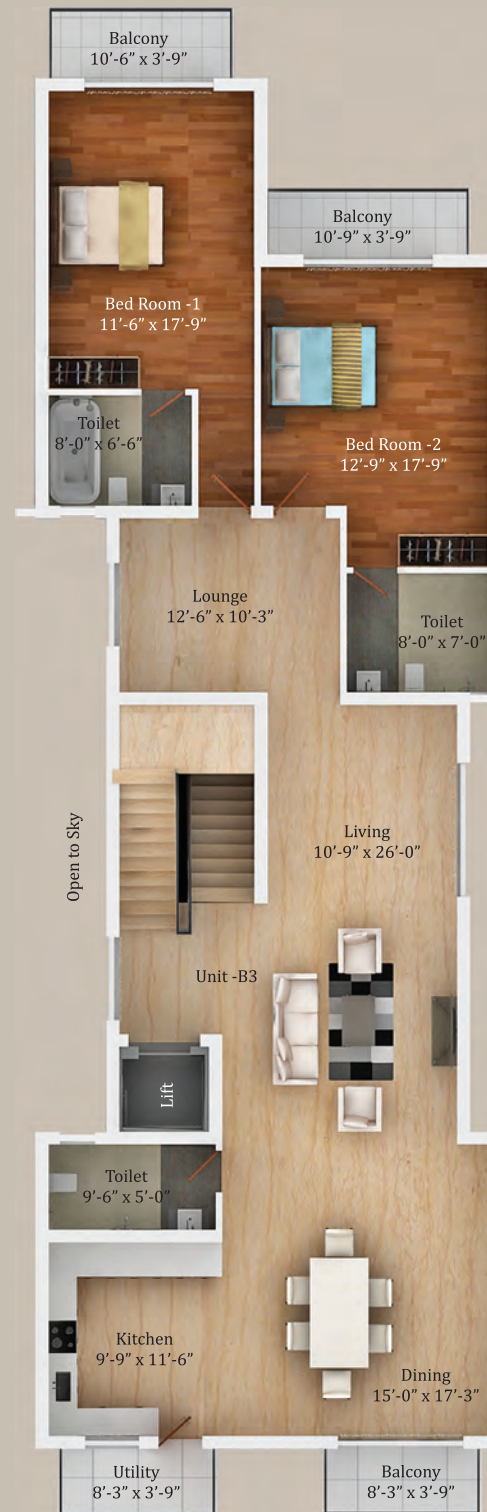 Balcony
10’-6” x 3’-9”
Balcony
10’-9” x 3’-9”
Bed Room -1
11’-6” x 17’-9”
Toilet
8’-0” x 6’-6”
Bed Room -2
12’-9” x 17’-9”
Lounge
12’-6” x 10’-3”
Toilet
8’-0” x 7’-0”
Open to Sky
Living
10’-9” x 26’-0”
Unit -B3
Lift
Toilet
9’-6” x 5’-0”
Kitchen
9’-9” x 11’-6”
Dining
15’-0” x 17’-3”
Utility
8’-3” x 3’-9”
Balcony
8’-3” x 3’-9”